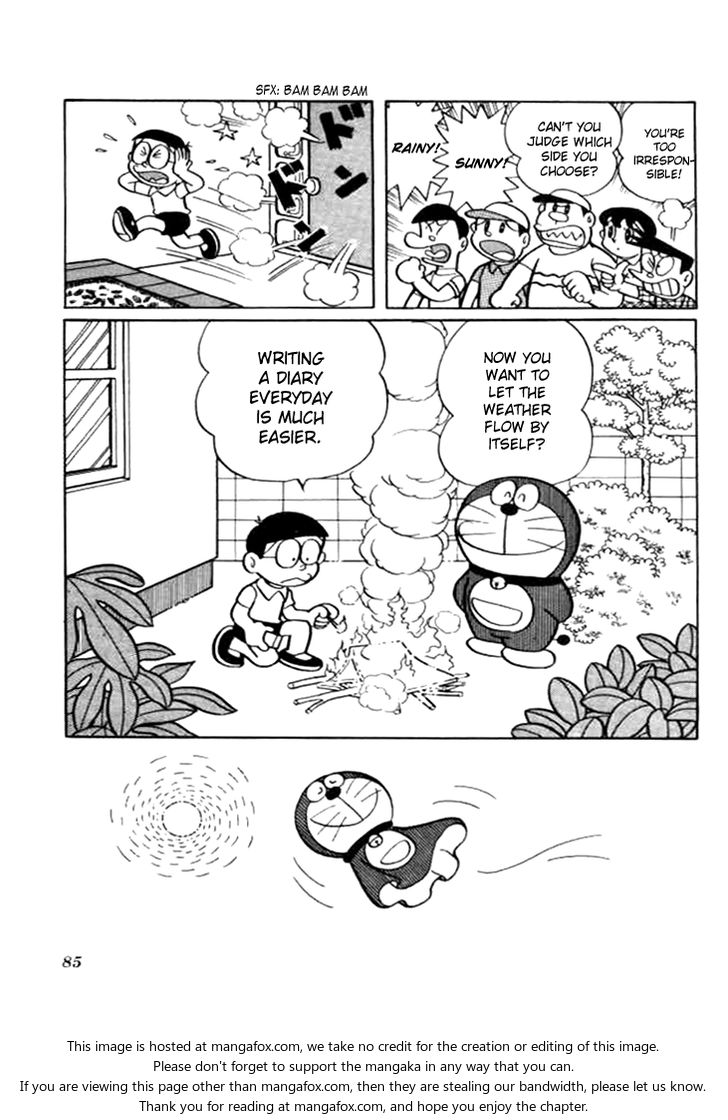 YOU'RE
TOO
IRRESPON-
SIBLE!
CAN'T YOU
JUDGE WHICH
SIDE YOU
CHOOSE?
SUNNY!
RAINY!
SFX: BAM BAM BAM
ドン
ドン
NOW YOU
WANT TO
LET THE
WEATHER
FLOW BY
ITSELF?
WRITING
A DIARY
EVERYDAY
IS MUCH
EASIER.
85
This image is hosted at mangafox.com, we take no credit for the creation or editing of this image.
Please don't forget to support the mangaka in any way that you can.
If you are viewing this page other than mangafox.com, then they are stealing our bandwidth, please let us know.
Thank you for reading at mangafox.com, and hope you enjoy the chapter.